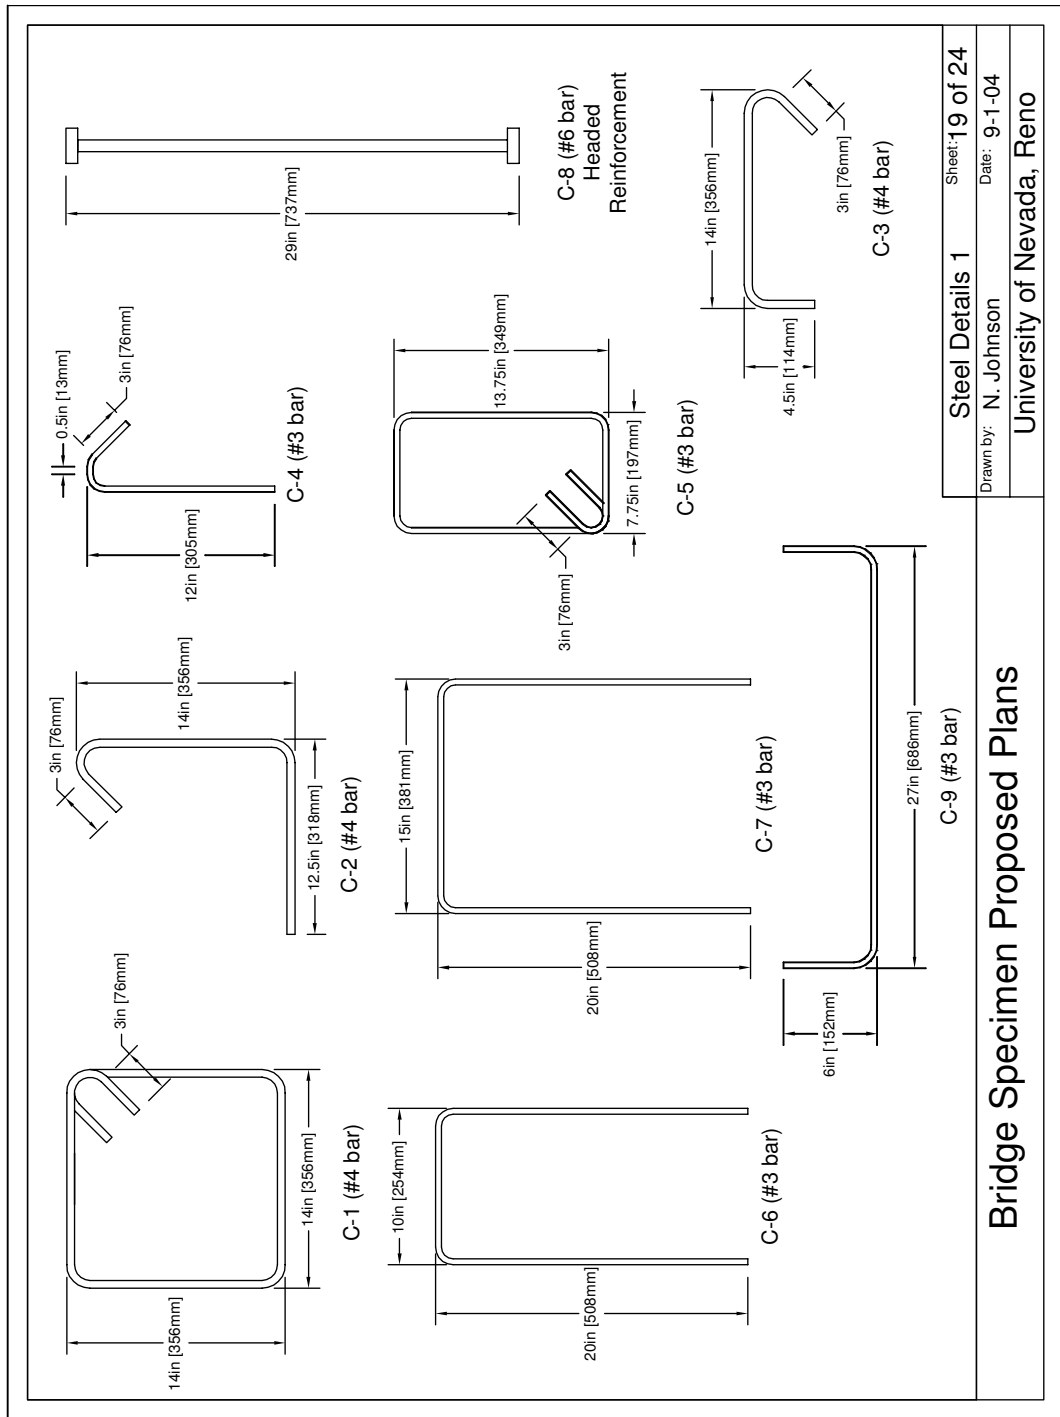 14in [356mm]
3in [76mm]
14in [356mm]
C-1 (#4 bar)
3in [76mm]
14in [356mm]
12.5in [318mm]
C-2 (#4 bar)
0.5in [13mm]
3in [76mm]
12in [305mm]
C-4 (#3 bar)
29in [737mm]
C-8 (#6 bar)
Headed
Reinforcement
10in [254mm]
20in [508mm]
C-6 (#3 bar)
15in [381mm]
20in [508mm]
C-7 (#3 bar)
13.75in [349mm]
3in [76mm]
7.75in [197mm]
C-5 (#3 bar)
14in [356mm]
4.5in [114mm]
3in [76mm]
C-3 (#4 bar)
6in [152mm]
27in [686mm]
C-9 (#3 bar)
Bridge Specimen Proposed Plans
Steel Details 1
Sheet: 19 of 24
Drawn by: N. Johnson
Date: 9-1-04
University of Nevada, Reno